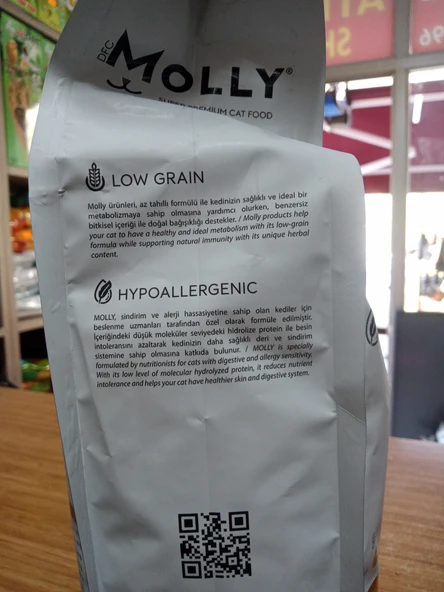 DFC
MOLLY®
SUPER PREMIUM CAT FOOD
LOW GRAIN
Molly ürünleri, az tahıllı formülü ile kedinizin sağlıklı ve ideal bir
metabolizmaya sahip olmasına yardımcı olurken, benzersiz
bitkisel içeriği ile doğal bağışıklığı destekler. / Molly products help
your cat to have a healthy and ideal metabolism with its low-grain
formula while supporting natural immunity with its unique herbal
content.
HYPOALLERGENIC
MOLLY, sindirim ve alerji hassasiyetine sahip olan kediler için
beslenme uzmanları tarafından özel olarak formüle edilmiştir.
İçeriğindeki düşük moleküler seviyedeki hidrolize protein ile besin
intoleransını azaltarak kedinizin daha sağlıklı deri ve sindirim
sistemine sahip olmasına katkıda bulunur. / MOLLY is specially
formulated by nutritionists for cats with digestive and allergy sensitivity.
With its low level of molecular hydrolyzed protein, it reduces nutrient
intolerance and helps your cat have healthier skin and digestive system.